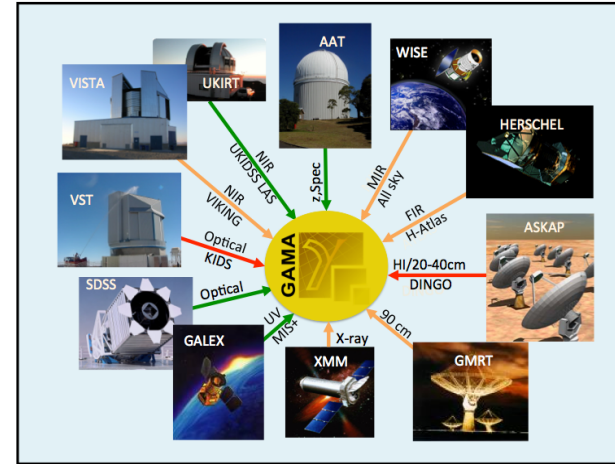 AAT
WISE
UKIRT
VISTA
HERSCHEL
NIR
UKIDSS LAS
z,Spec
MIR
All sky
NIR
VIKING
FIR
H-Atlas
VST
Optical
KIDS
GAMA
HI/20-40cm
DINGO
ASKAP
SDSS
Optical
UV
MIS+
GALEX
X-ray
XMM
90 cm
GMRT